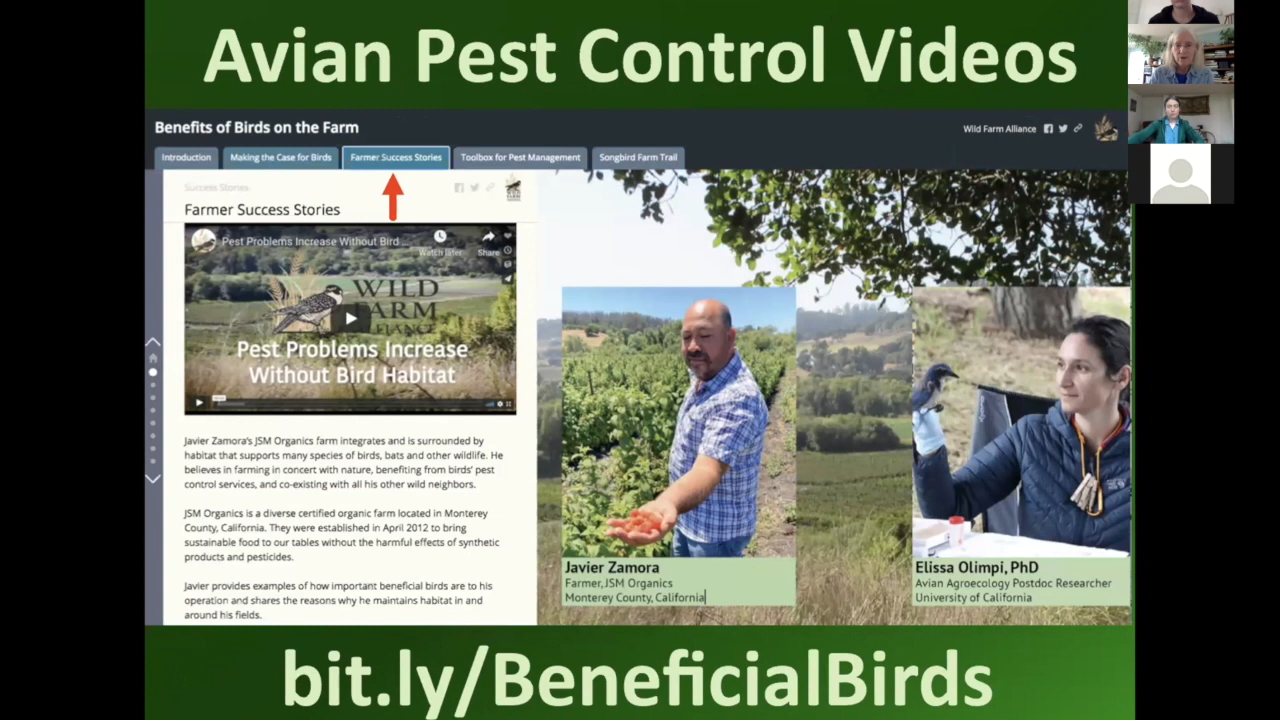 Avian Pest Control Videos
Benefits of Birds on the Farm
Wild Farm Alliance
Introduction
Making the Case for Birds
Farmer Success Stories
Toolbox for Pest Management
Songbird Farm Trail
Success Stories
Farmer Success Stories
Pest Problems Increase Without Bird ...
Watch later
Share
WILD
FARM
ALLIANCE
Pest Problems Increase
Without Bird Habitat
Javier Zamora's JSM Organics farm integrates and is surrounded by
habitat that supports many species of birds, bats and other wildlife. He
believes in farming in concert with nature, benefiting from birds' pest
control services, and co-existing with all his other wild neighbors.
JSM Organics is a diverse certified organic farm located in Monterey
County, California. They were established in April 2012 to bring
sustainable food to our tables without the harmful effects of synthetic
products and pesticides.
Javier provides examples of how important beneficial birds are to his
operation and shares the reasons why he maintains habitat in and
around his fields.
Javier Zamora
Farmer, JSM Organics
Monterey County, California
Elissa Olimpi, PhD
Avian Agroecology Postdoc Researcher
University of California
bit.ly/BeneficialBirds